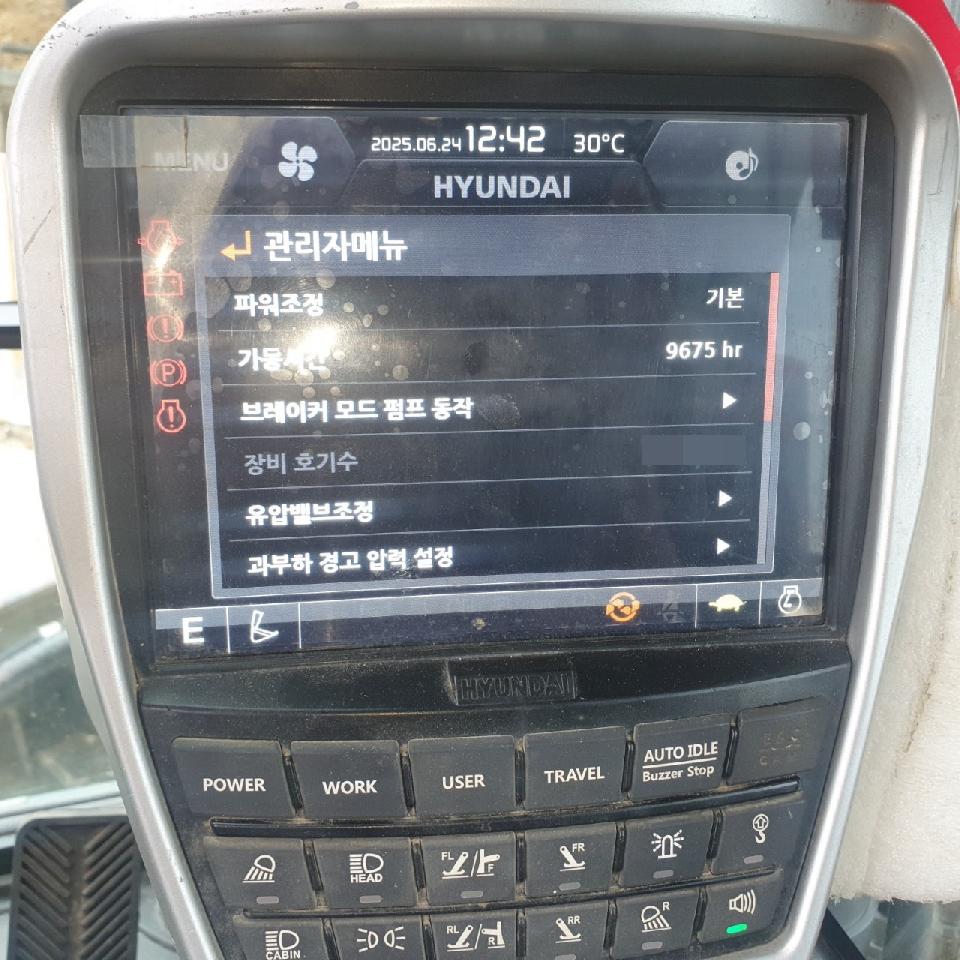 MENU
2025.06.24 12:42 30°C
HYUNDAI
관리자메뉴
파워조정 기본
가동시간 9675 hr
브레이커 모드 펌프 동작
장비 호기수
유압밸브조정
과부하 경고 압력 설정
E
HYUNDAI
POWER WORK USER TRAVEL AUTO IDLE
Buzzer Stop
HEAD FL F FR
CABIN RL R RR R